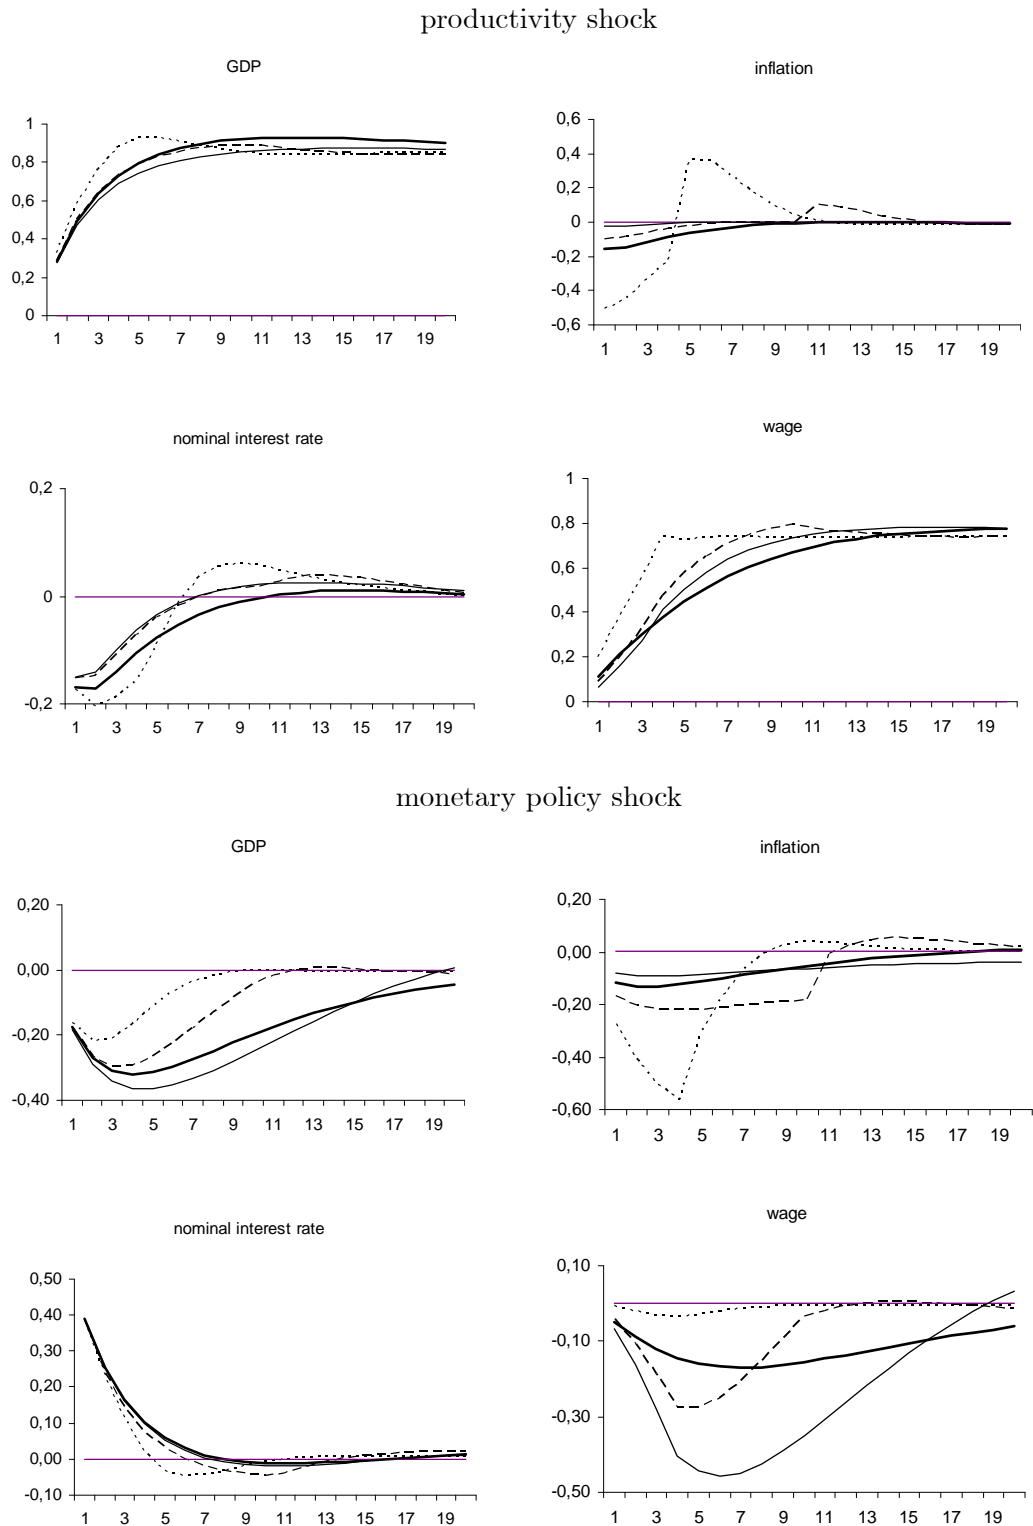 productivity shock
GDP
inflation
1
0,8
0,6
0,4
0,2
0
1 3 5 7 9 11 13 15 17 19
0,6
0,4
0,2
0
-0,2
-0,4
-0,6
1 3 5 7 9 11 13 15 17 19
nominal interest rate
wage
0,2
0
-0,2
1 3 5 7 9 11 13 15 17 19
1
0,8
0,6
0,4
0,2
0
1 3 5 7 9 11 13 15 17 19
monetary policy shock
GDP
inflation
0,20
0,00
-0,20
-0,40
1 3 5 7 9 11 13 15 17 19
0,20
0,00
-0,20
-0,40
-0,60
1 3 5 7 9 11 13 15 17 19
nominal interest rate
wage
0,50
0,40
0,30
0,20
0,10
0,00
-0,10
1 3 5 7 9 11 13 15 17 19
0,10
-0,10
-0,30
-0,50
1 3 5 7 9 11 13 15 17 19